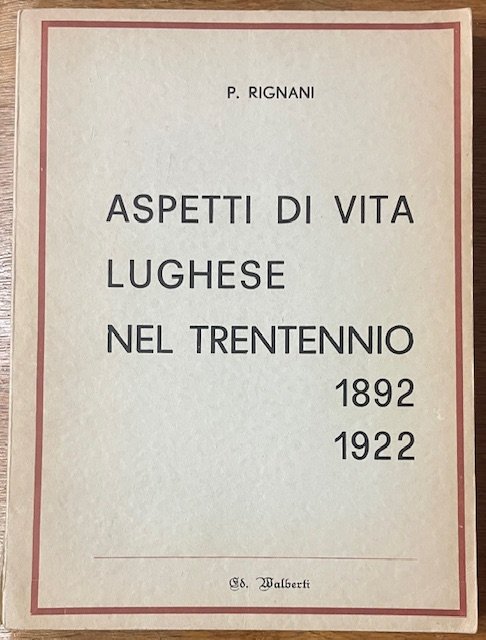 P. RIGNANI
ASPETTI DI VITA
LUGHESE
NEL TRENTENNIO
1892
1922
Ed. Walberti